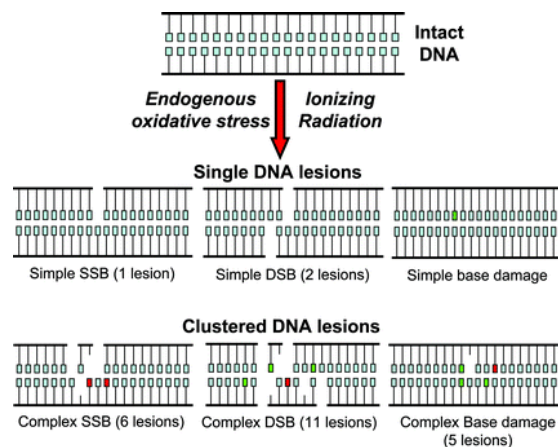 Intact
DNA
Endogenous
oxidative stress
Ionizing
Radiation
Single DNA lesions
Simple SSB (1 lesion)
Simple DSB (2 lesions)
Simple base damage
Clustered DNA lesions
Complex SSB (6 lesions)
Complex DSB (11 lesions)
Complex Base damage
(5 lesions)